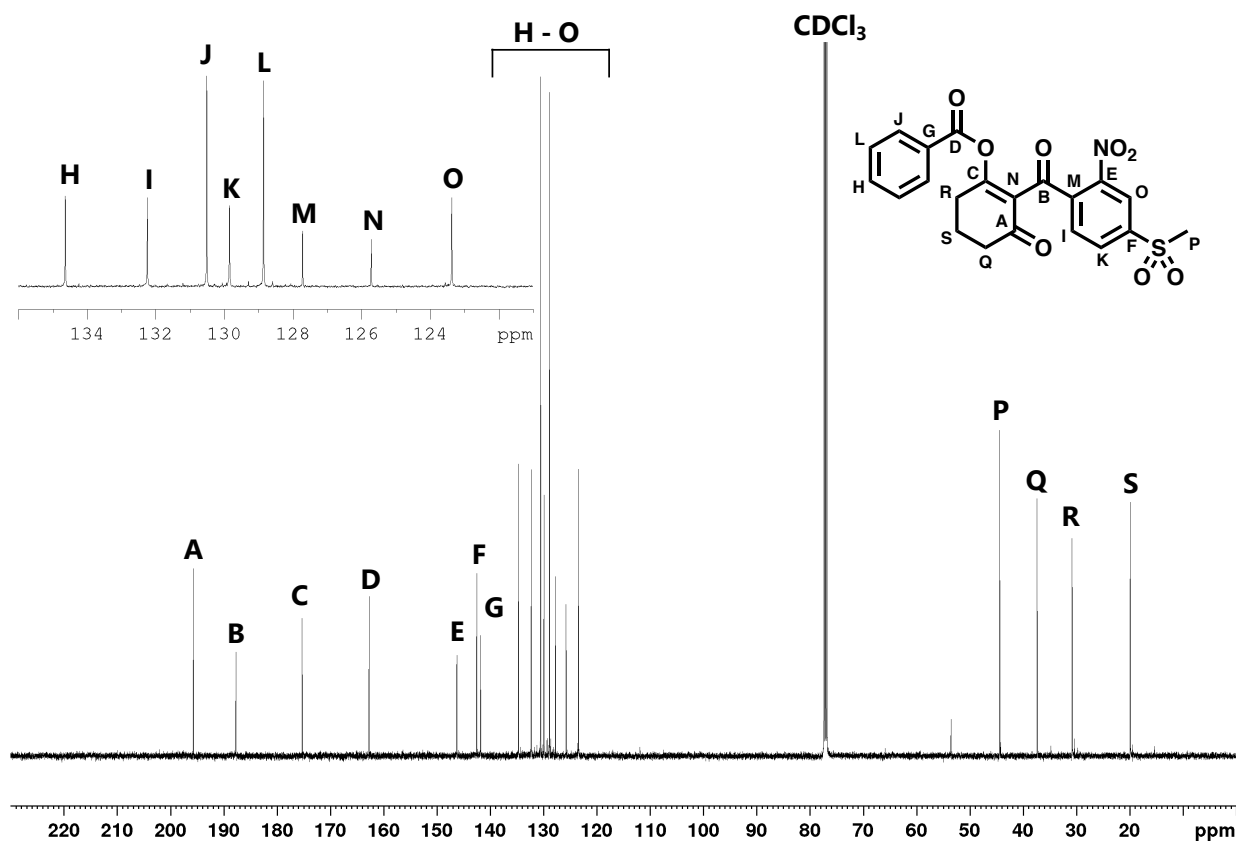 H - O
CDCl3
J
L
H
I
K
M
N
O
134
132
130
128
126
124
ppm
O
J
G
L
D
O
H
C
N
O
NO2
E
M
O
B
R
A
S
O
I
Q
K
F
S
P
O
O
A
B
C
D
E
F
G
P
Q
R
S
220
210
200
190
180
170
160
150
140
130
120
110
100
90
80
70
60
50
40
30
20
ppm